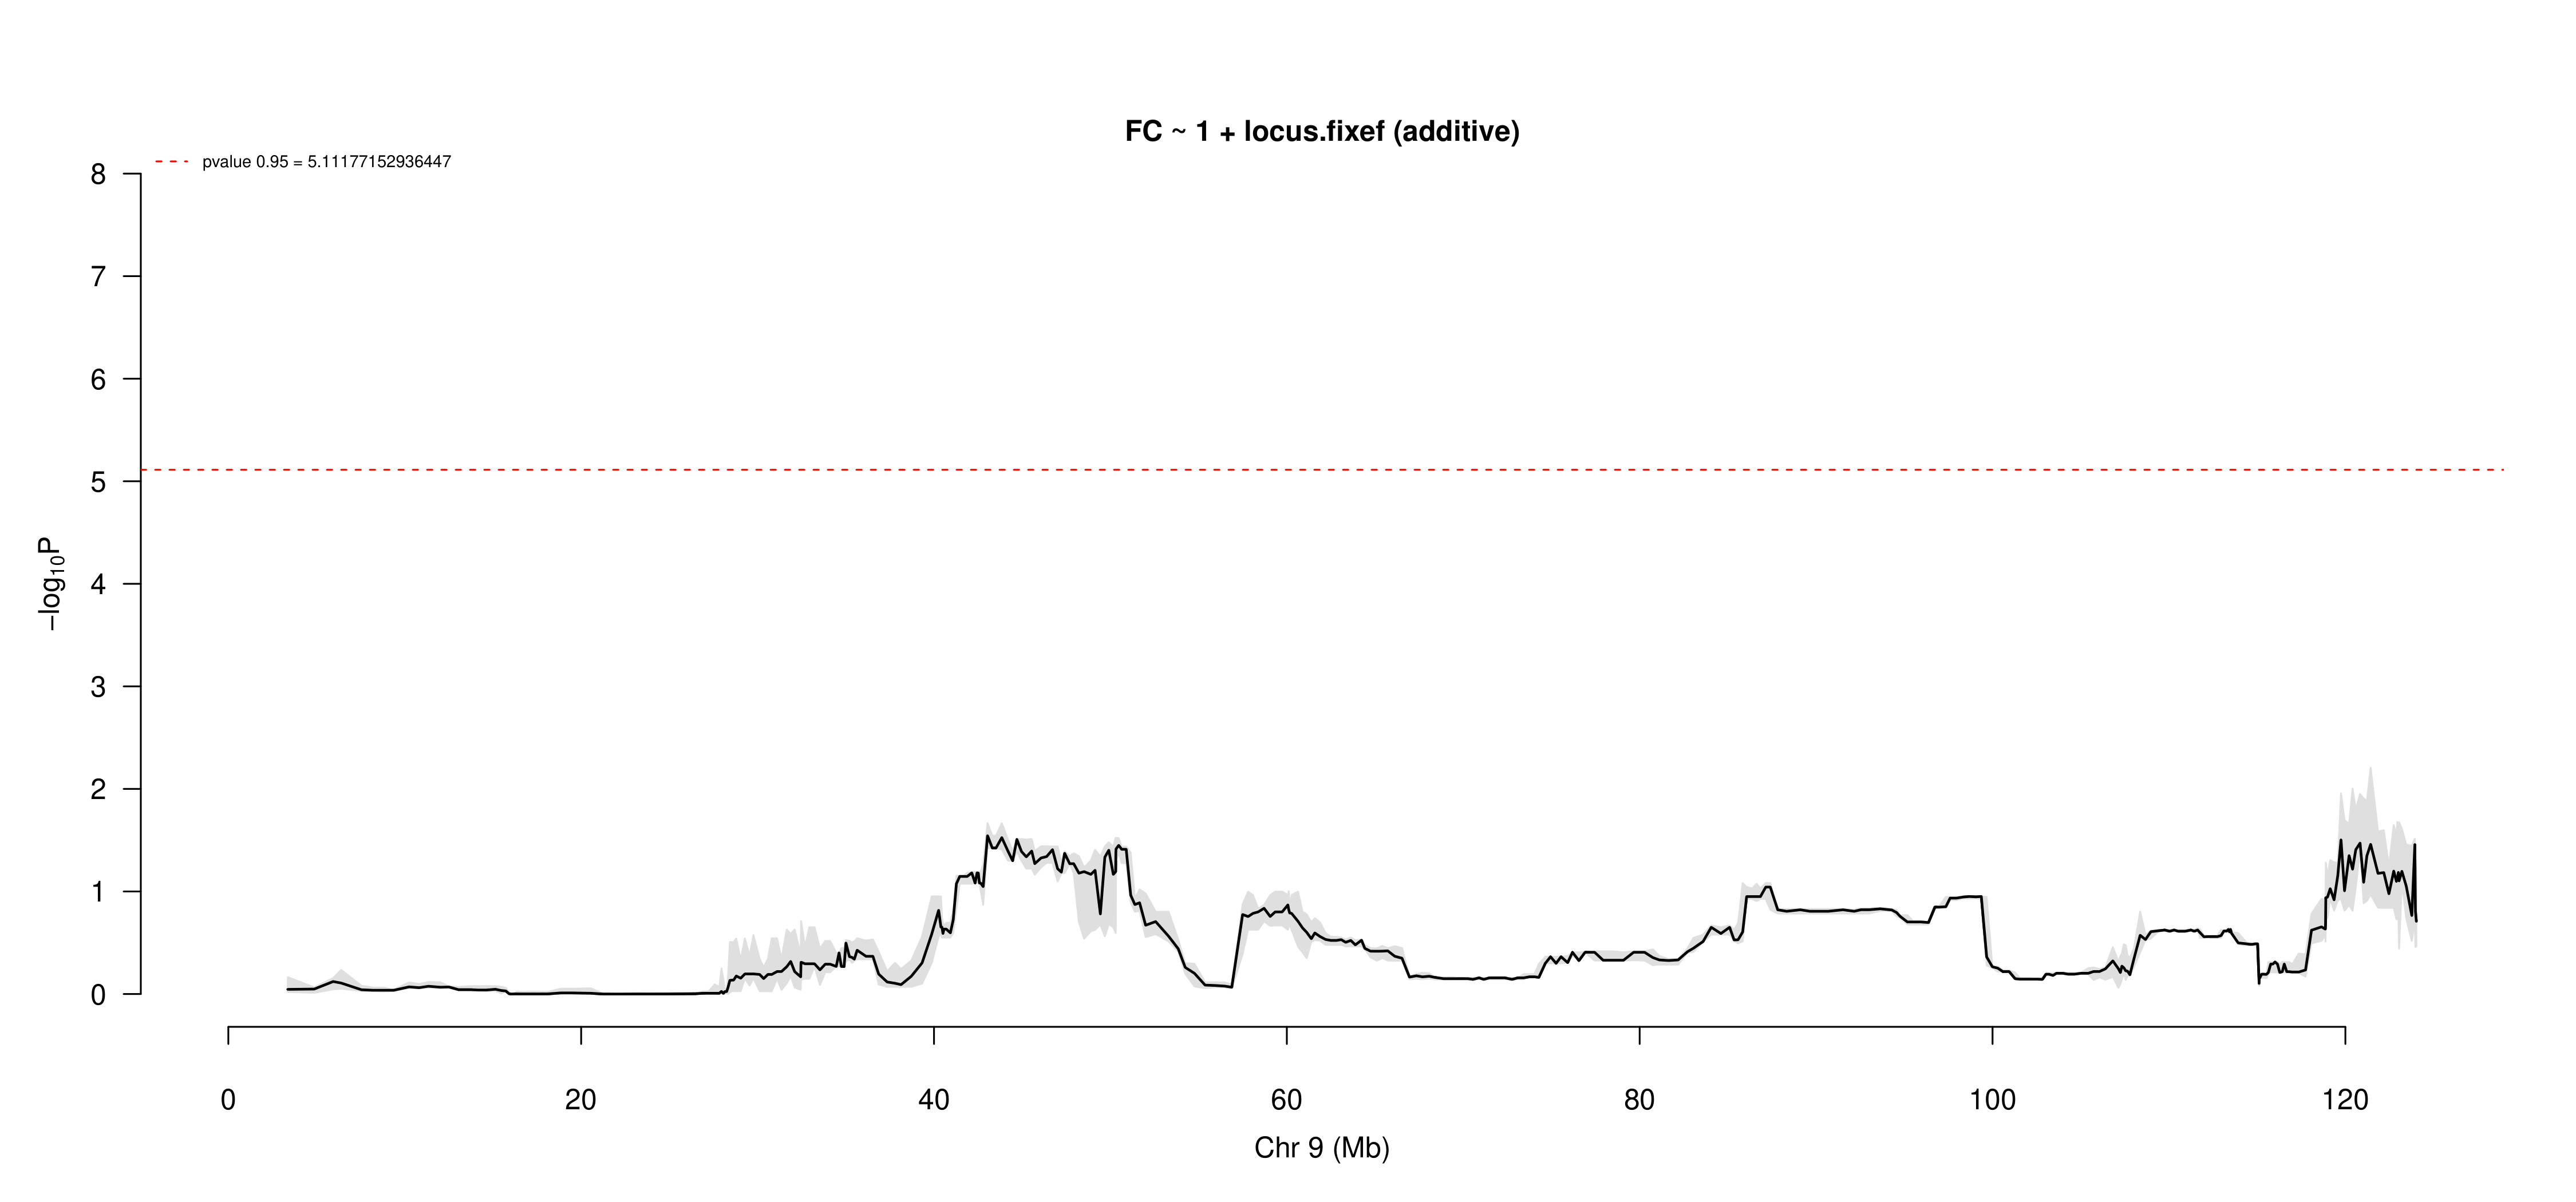 FC ~ 1 + locus.fixef (additive)
pvalue 0.95 = 5.11177152936447
8
7
6
5
4
3
2
1
0
−log10P
0 20 40 60 80 100 120
Chr 9 (Mb)